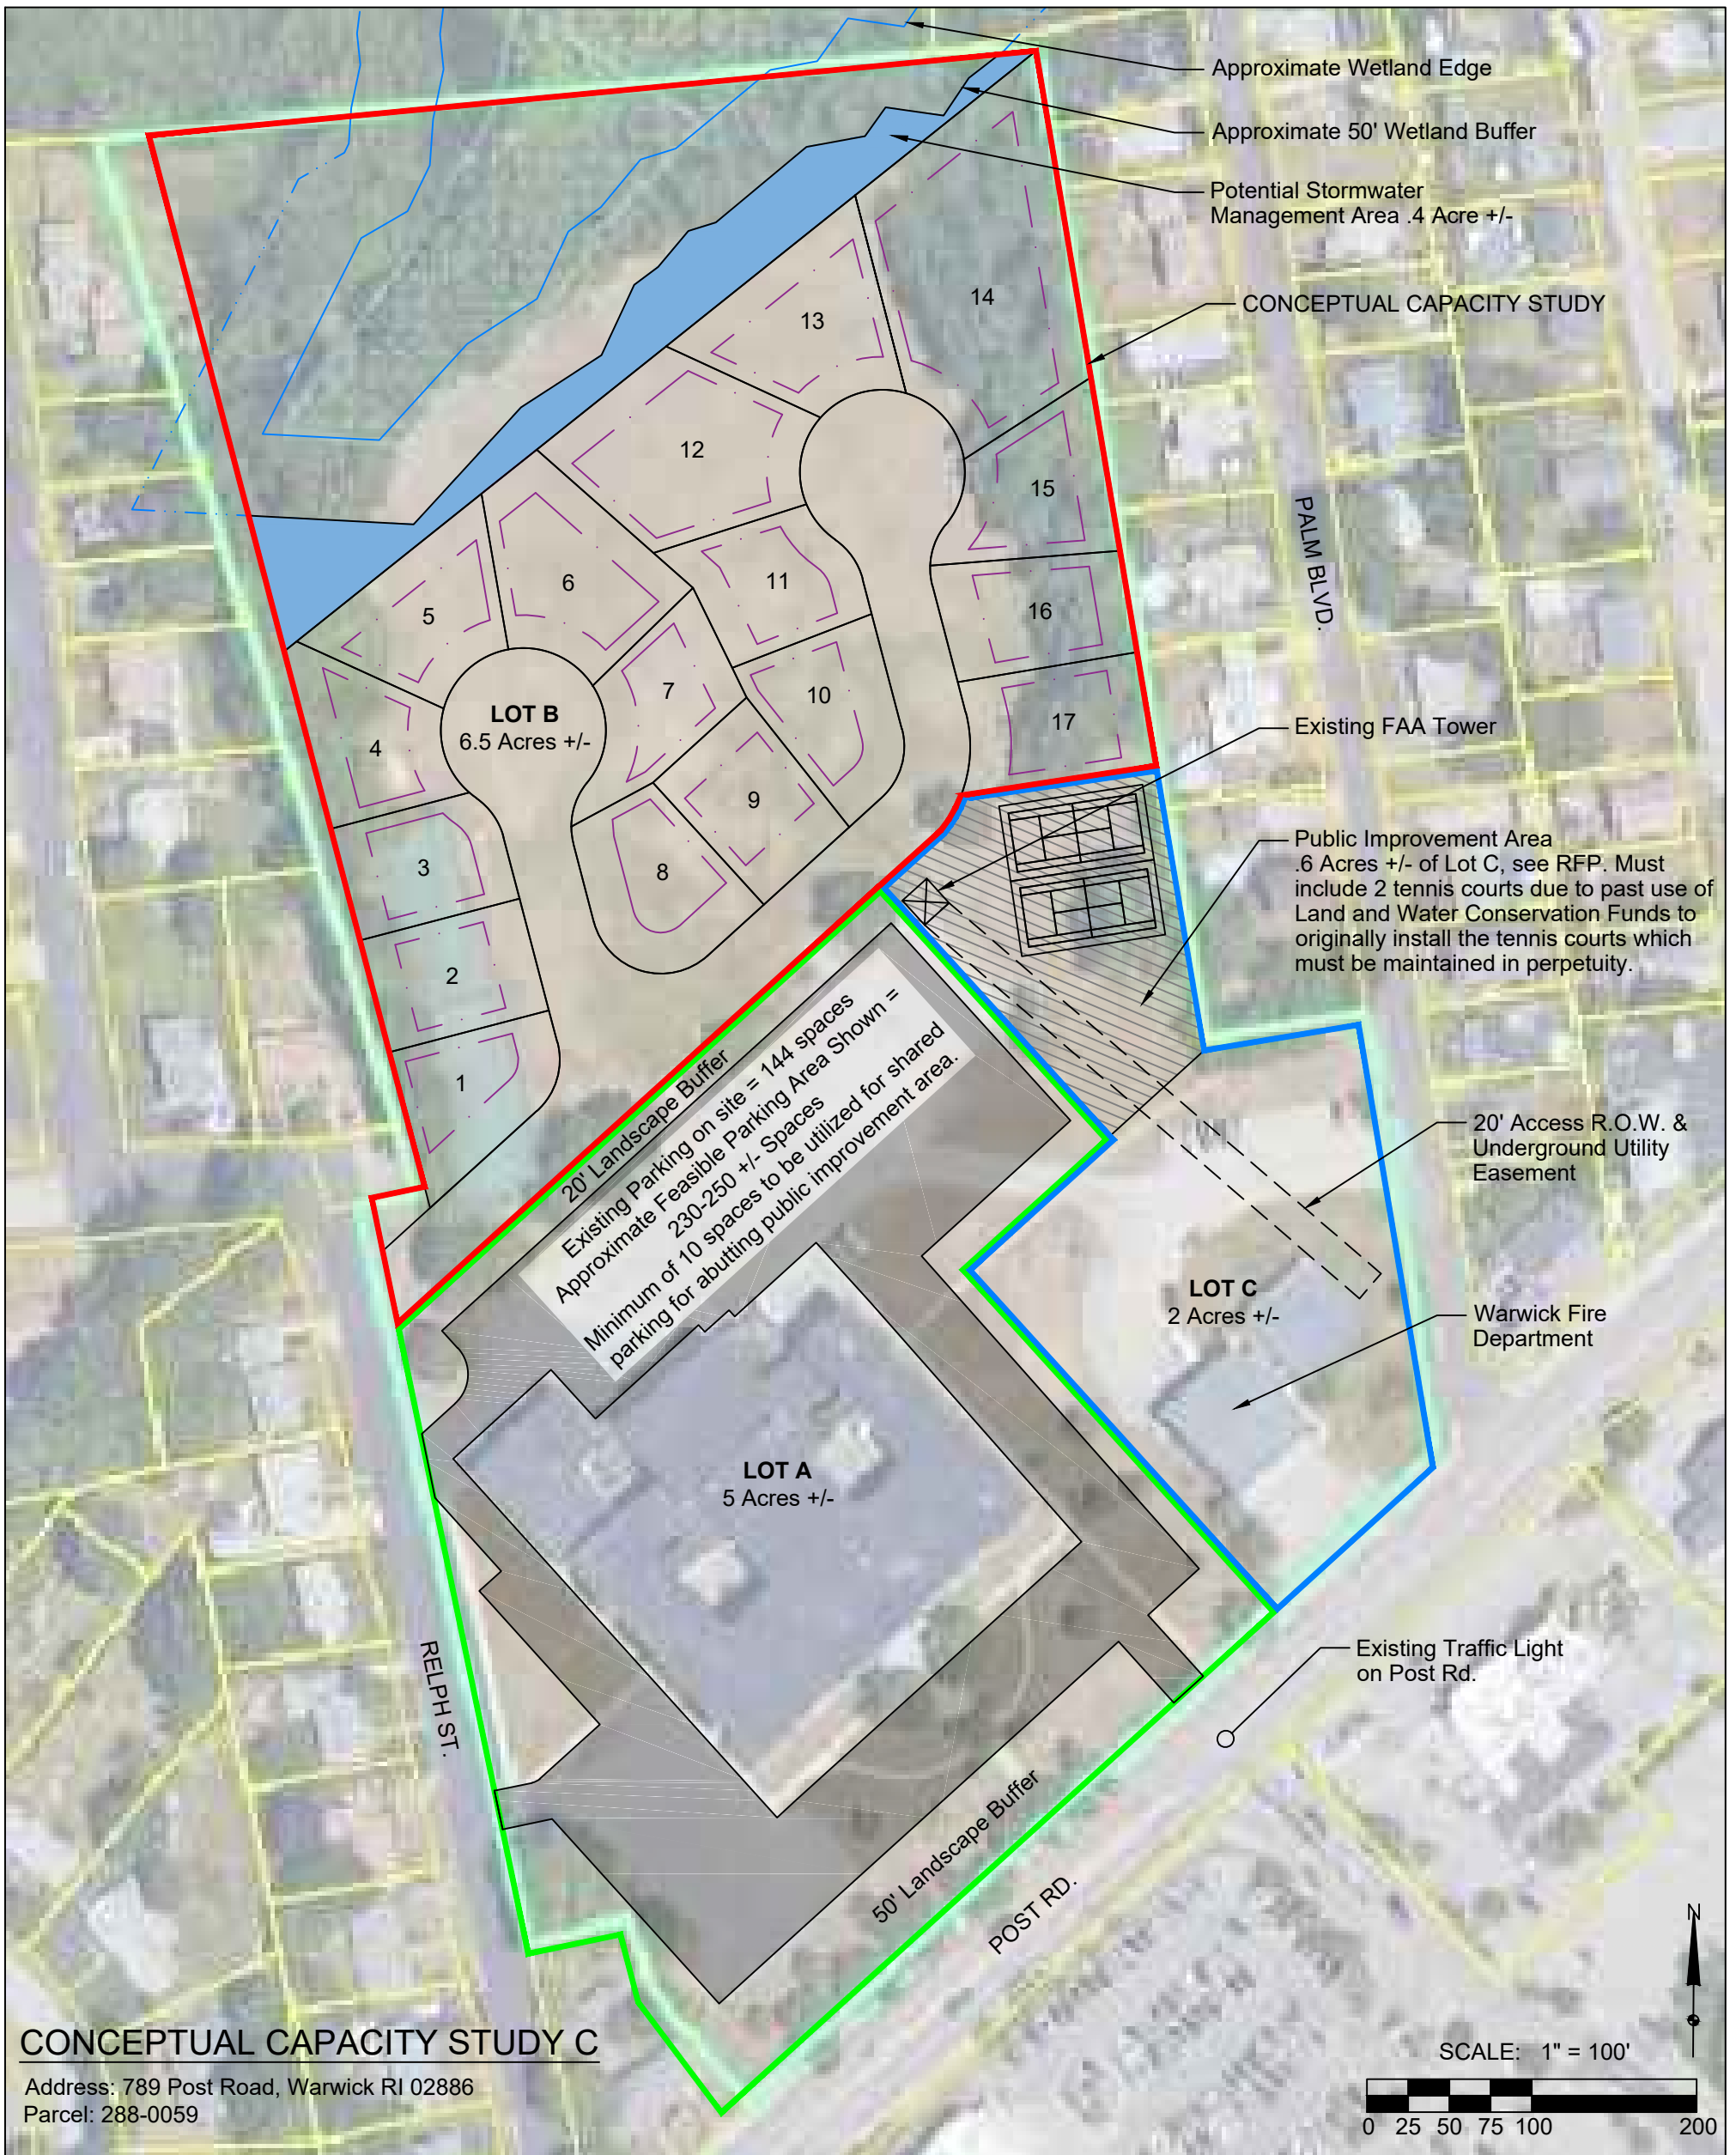 Approximate Wetland Edge
Approximate 50' Wetland Buffer
Potential Stormwater
Management Area .4 Acre +/-
CONCEPTUAL CAPACITY STUDY
14
13
12
15
PALM BLVD.
11
6
5
16
7
10
LOT B
6.5 Acres +/-
17
4
Existing FAA Tower
9
Public Improvement Area
.6 Acres +/- of Lot C, see RFP. Must
include 2 tennis courts due to past use of
Land and Water Conservation Funds to
originally install the tennis courts which
must be maintained in perpetuity.
3
8
2
1
20' Landscape Buffer
Existing Parking on site = 144 spaces
Approximate Feasible Parking Area Shown =
230-250 +/- Spaces
Minimum of 10 spaces to be utilized for shared
parking for abutting public improvement area.
20' Access R.O.W. &
Underground Utility
Easement
LOT C
2 Acres +/-
Warwick Fire
Department
LOT A
5 Acres +/-
RELPH ST.
Existing Traffic Light
on Post Rd.
50' Landscape Buffer
POST RD.
N
CONCEPTUAL CAPACITY STUDY C
Address: 789 Post Road, Warwick RI 02886
Parcel: 288-0059
SCALE: 1" = 100'
0 25 50 75 100 200